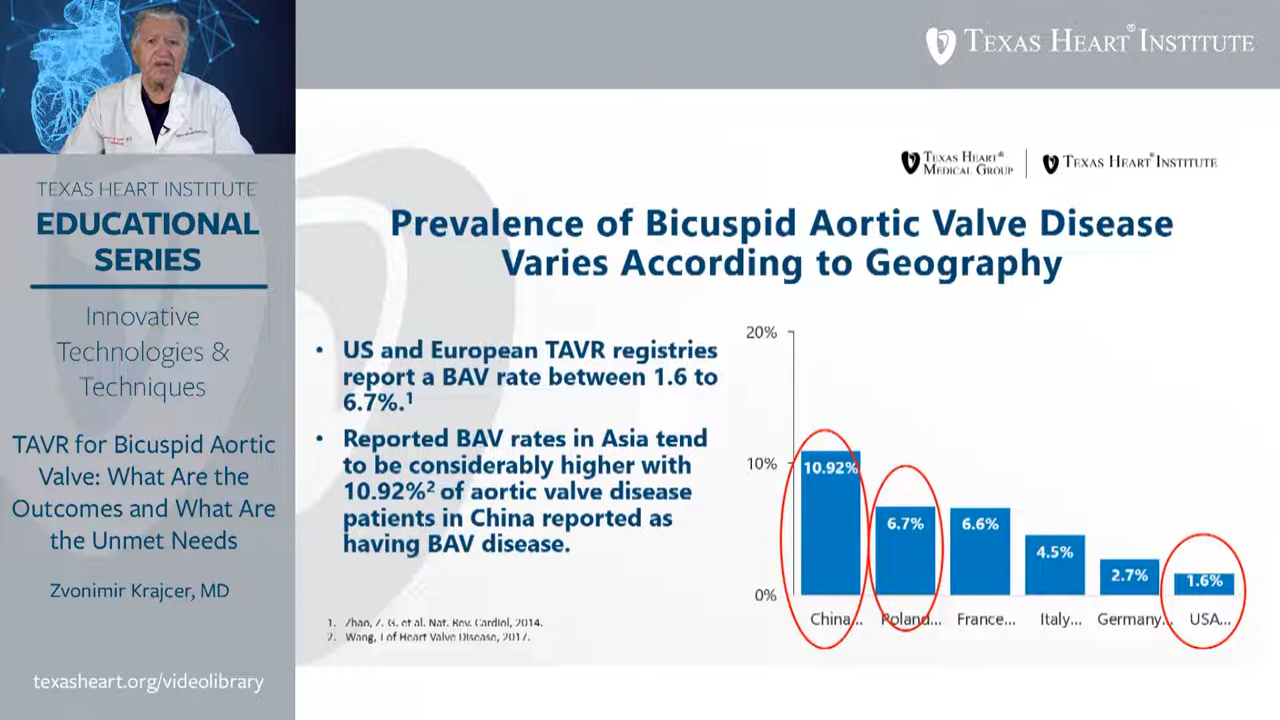 TEXAS HEART® INSTITUTE
TEXAS HEART INSTITUTE
EDUCATIONAL
SERIES
Innovative
Technologies &
Techniques
TAVR for Bicuspid Aortic
Valve: What Are the
Outcomes and What Are
the Unmet Needs
Zvonimir Krajcer, MD
texasheart.org/videolibrary
TEXAS HEART®
MEDICAL GROUP
TEXAS HEART® INSTITUTE
Prevalence of Bicuspid Aortic Valve Disease
Varies According to Geography
• US and European TAVR registries
report a BAV rate between 1.6 to
6.7%.1
• Reported BAV rates in Asia tend
to be considerably higher with
10.92%2 of aortic valve disease
patients in China reported as
having BAV disease.
1. Zhao, Z. G. et al. Nat. Rev. Cardiol, 2014.
2. Wang, J of Heart Valve Disease, 2017.
20%
10%
0%
10.92%
6.7%
6.6%
4.5%
2.7%
1.6%
China...
Poland...
France...
Italy...
Germany...
USA...